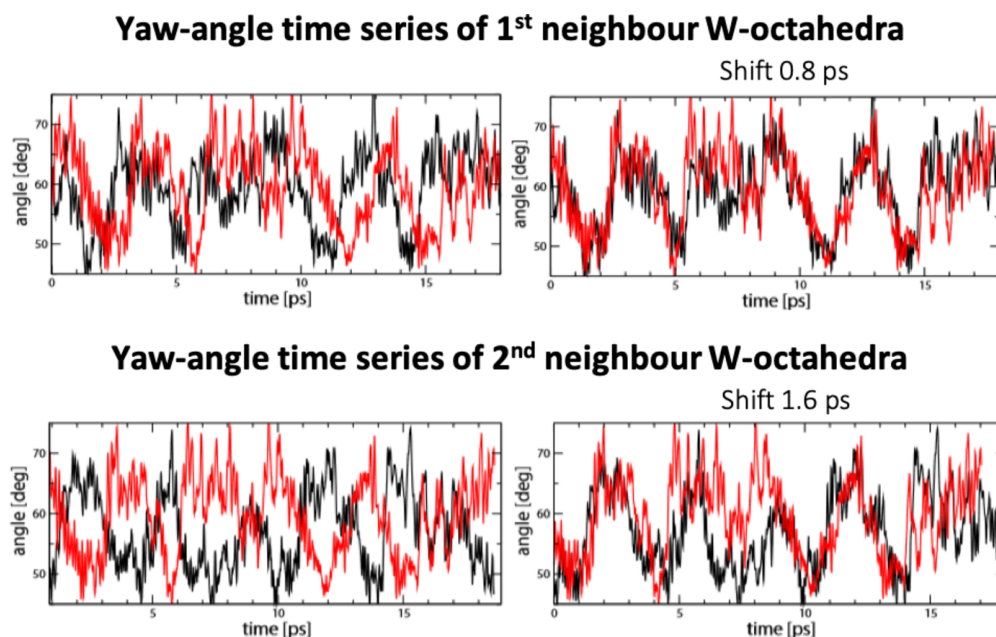 Yaw-angle time series of 1st neighbour W-octahedra
Shift 0.8 ps
angle [deg]
70
60
50
0
5
10
15
time [ps]
angle [deg]
70
60
50
0
5
10
15
time [ps]
Yaw-angle time series of 2nd neighbour W-octahedra
Shift 1.6 ps
angle [deg]
70
60
50
5
10
15
time [ps]
angle [deg]
70
60
50
0
5
10
15
time [ps]